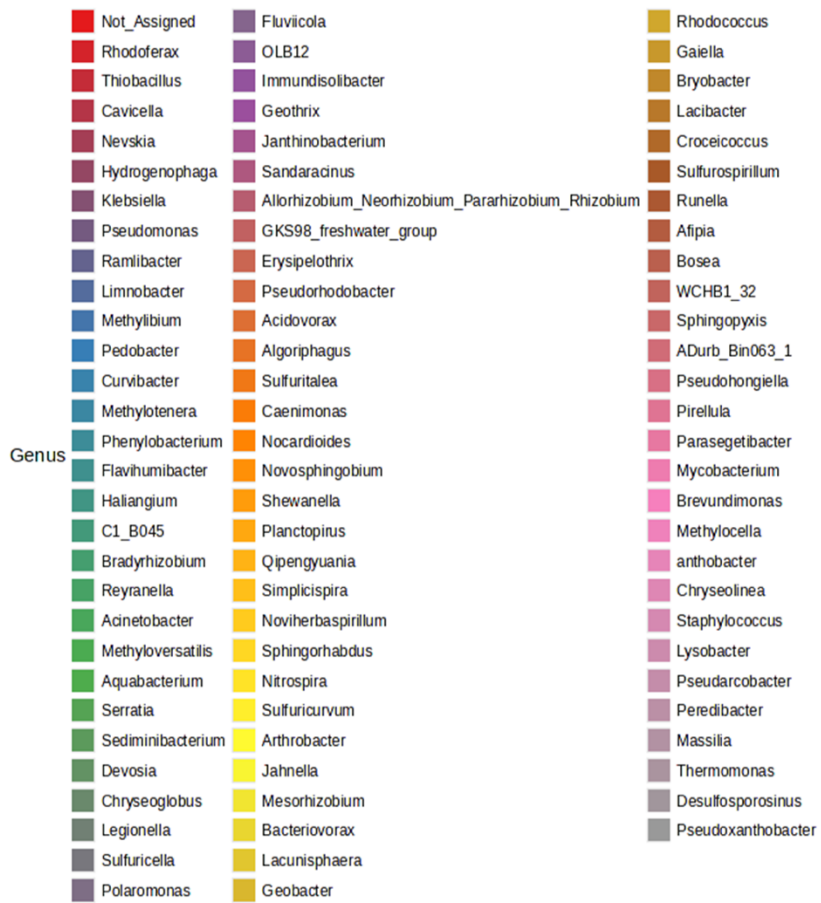 Genus
Not_Assigned
Rhodoferax
Thiobacillus
Cavicella
Nevskia
Hydrogenophaga
Klebsiella
Pseudomonas
Ramlibacter
Limnobacter
Methylibium
Pedobacter
Curvibacter
Methylotenera
Phenylobacterium
Flavihumibacter
Haliangium
C1_B045
Bradyrhizobium
Reyranella
Acinetobacter
Methyloversatilis
Aquabacterium
Serratia
Sediminibacterium
Devosia
Chryseoglobus
Legionella
Sulfuricella
Polaromonas
Fluviicola
OLB12
Immundisolibacter
Geothrix
Janthinobacterium
Sandaracinus
Allorhizobium_Neorhizobium_Pararhizobium_Rhizobium
GKS98_freshwater_group
Erysipelothrix
Pseudorhodobacter
Acidovorax
Algoriphagus
Sulfuritalea
Caenimonas
Nocardioides
Novosphingobium
Shewanella
Planctopirus
Qipengyuania
Simplicispira
Noviherbaspirillum
Sphingorhabdus
Nitrospira
Sulfuricurvum
Arthrobacter
Jahnella
Mesorhizobium
Bacteriovorax
Lacunisphaera
Geobacter
Rhodococcus
Gaiella
Bryobacter
Lacibacter
Croceicoccus
Sulfurospirillum
Runella
Afipia
Bosea
WCHB1_32
Sphingopyxis
ADurb_Bin063_1
Pseudohongiella
Pirellula
Parasegetibacter
Mycobacterium
Brevundimonas
Methylocella
anthobacter
Chryseolinea
Staphylococcus
Lysobacter
Pseudarcobacter
Peredibacter
Massilia
Thermomonas
Desulfosporosinus
Pseudoxanthobacter